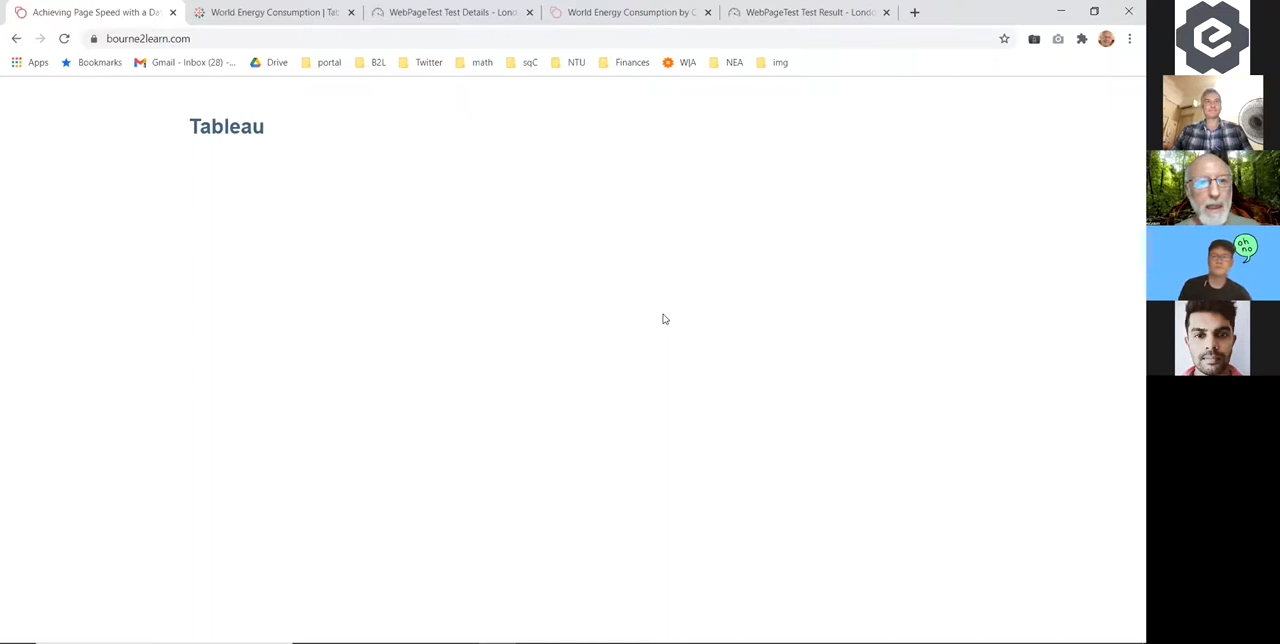 Achieving Page Speed with a Da
World Energy Consumption | Tab
WebPageTest Test Details - Lond
World Energy Consumption by C
WebPageTest Test Result - Londo
bourne2learn.com
Apps
Bookmarks
Gmail - Inbox (28) -...
Drive
portal
B2L
Twitter
math
sqC
NTU
Finances
WJA
NEA
img
Tableau
oh
no